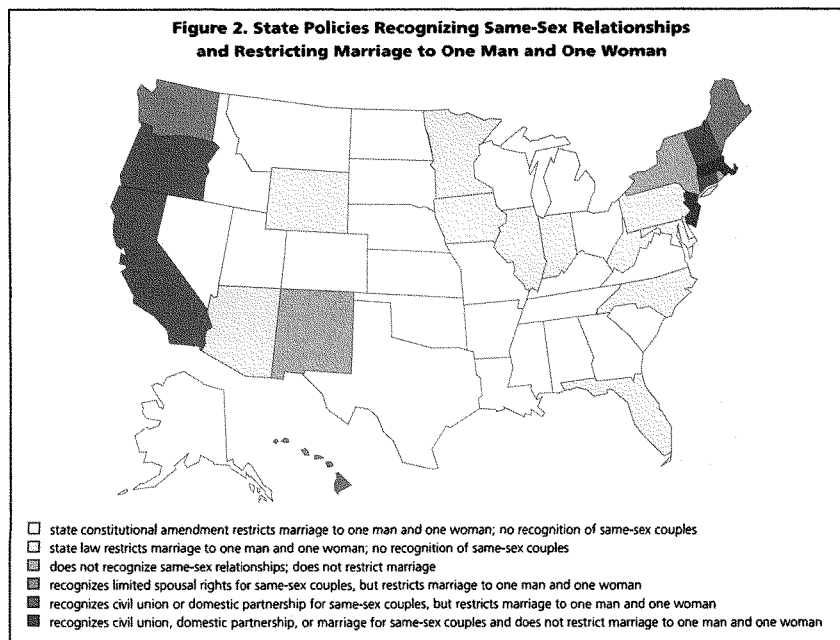 Figure 2. State Policies Recognizing Same-Sex Relationships
and Restricting Marriage to One Man and One Woman
state constitutional amendment restricts marriage to one man and one woman; no recognition of same-sex couples
state law restricts marriage to one man and one woman; no recognition of same-sex couples
does not recognize same-sex relationships; does not restrict marriage
recognizes limited spousal rights for same-sex couples, but restricts marriage to one man and one woman
recognizes civil union or domestic partnership for same-sex couples, but restricts marriage to one man and one woman
recognizes civil union, domestic partnership, or marriage for same-sex couples and does not restrict marriage to one man and one woman